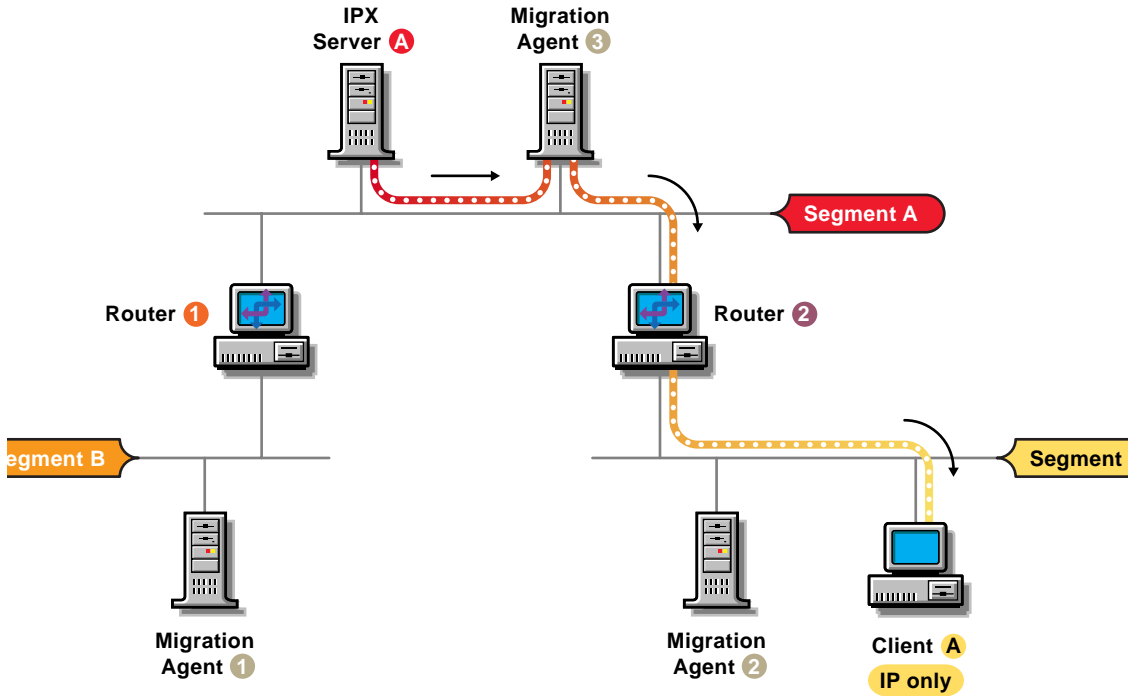 IPX
Server A
Migration
Agent 3
Segment A
Router 1
Router 2
egment B
Segment
Migration
Agent 1
Migration
Agent 2
Client A
IP only